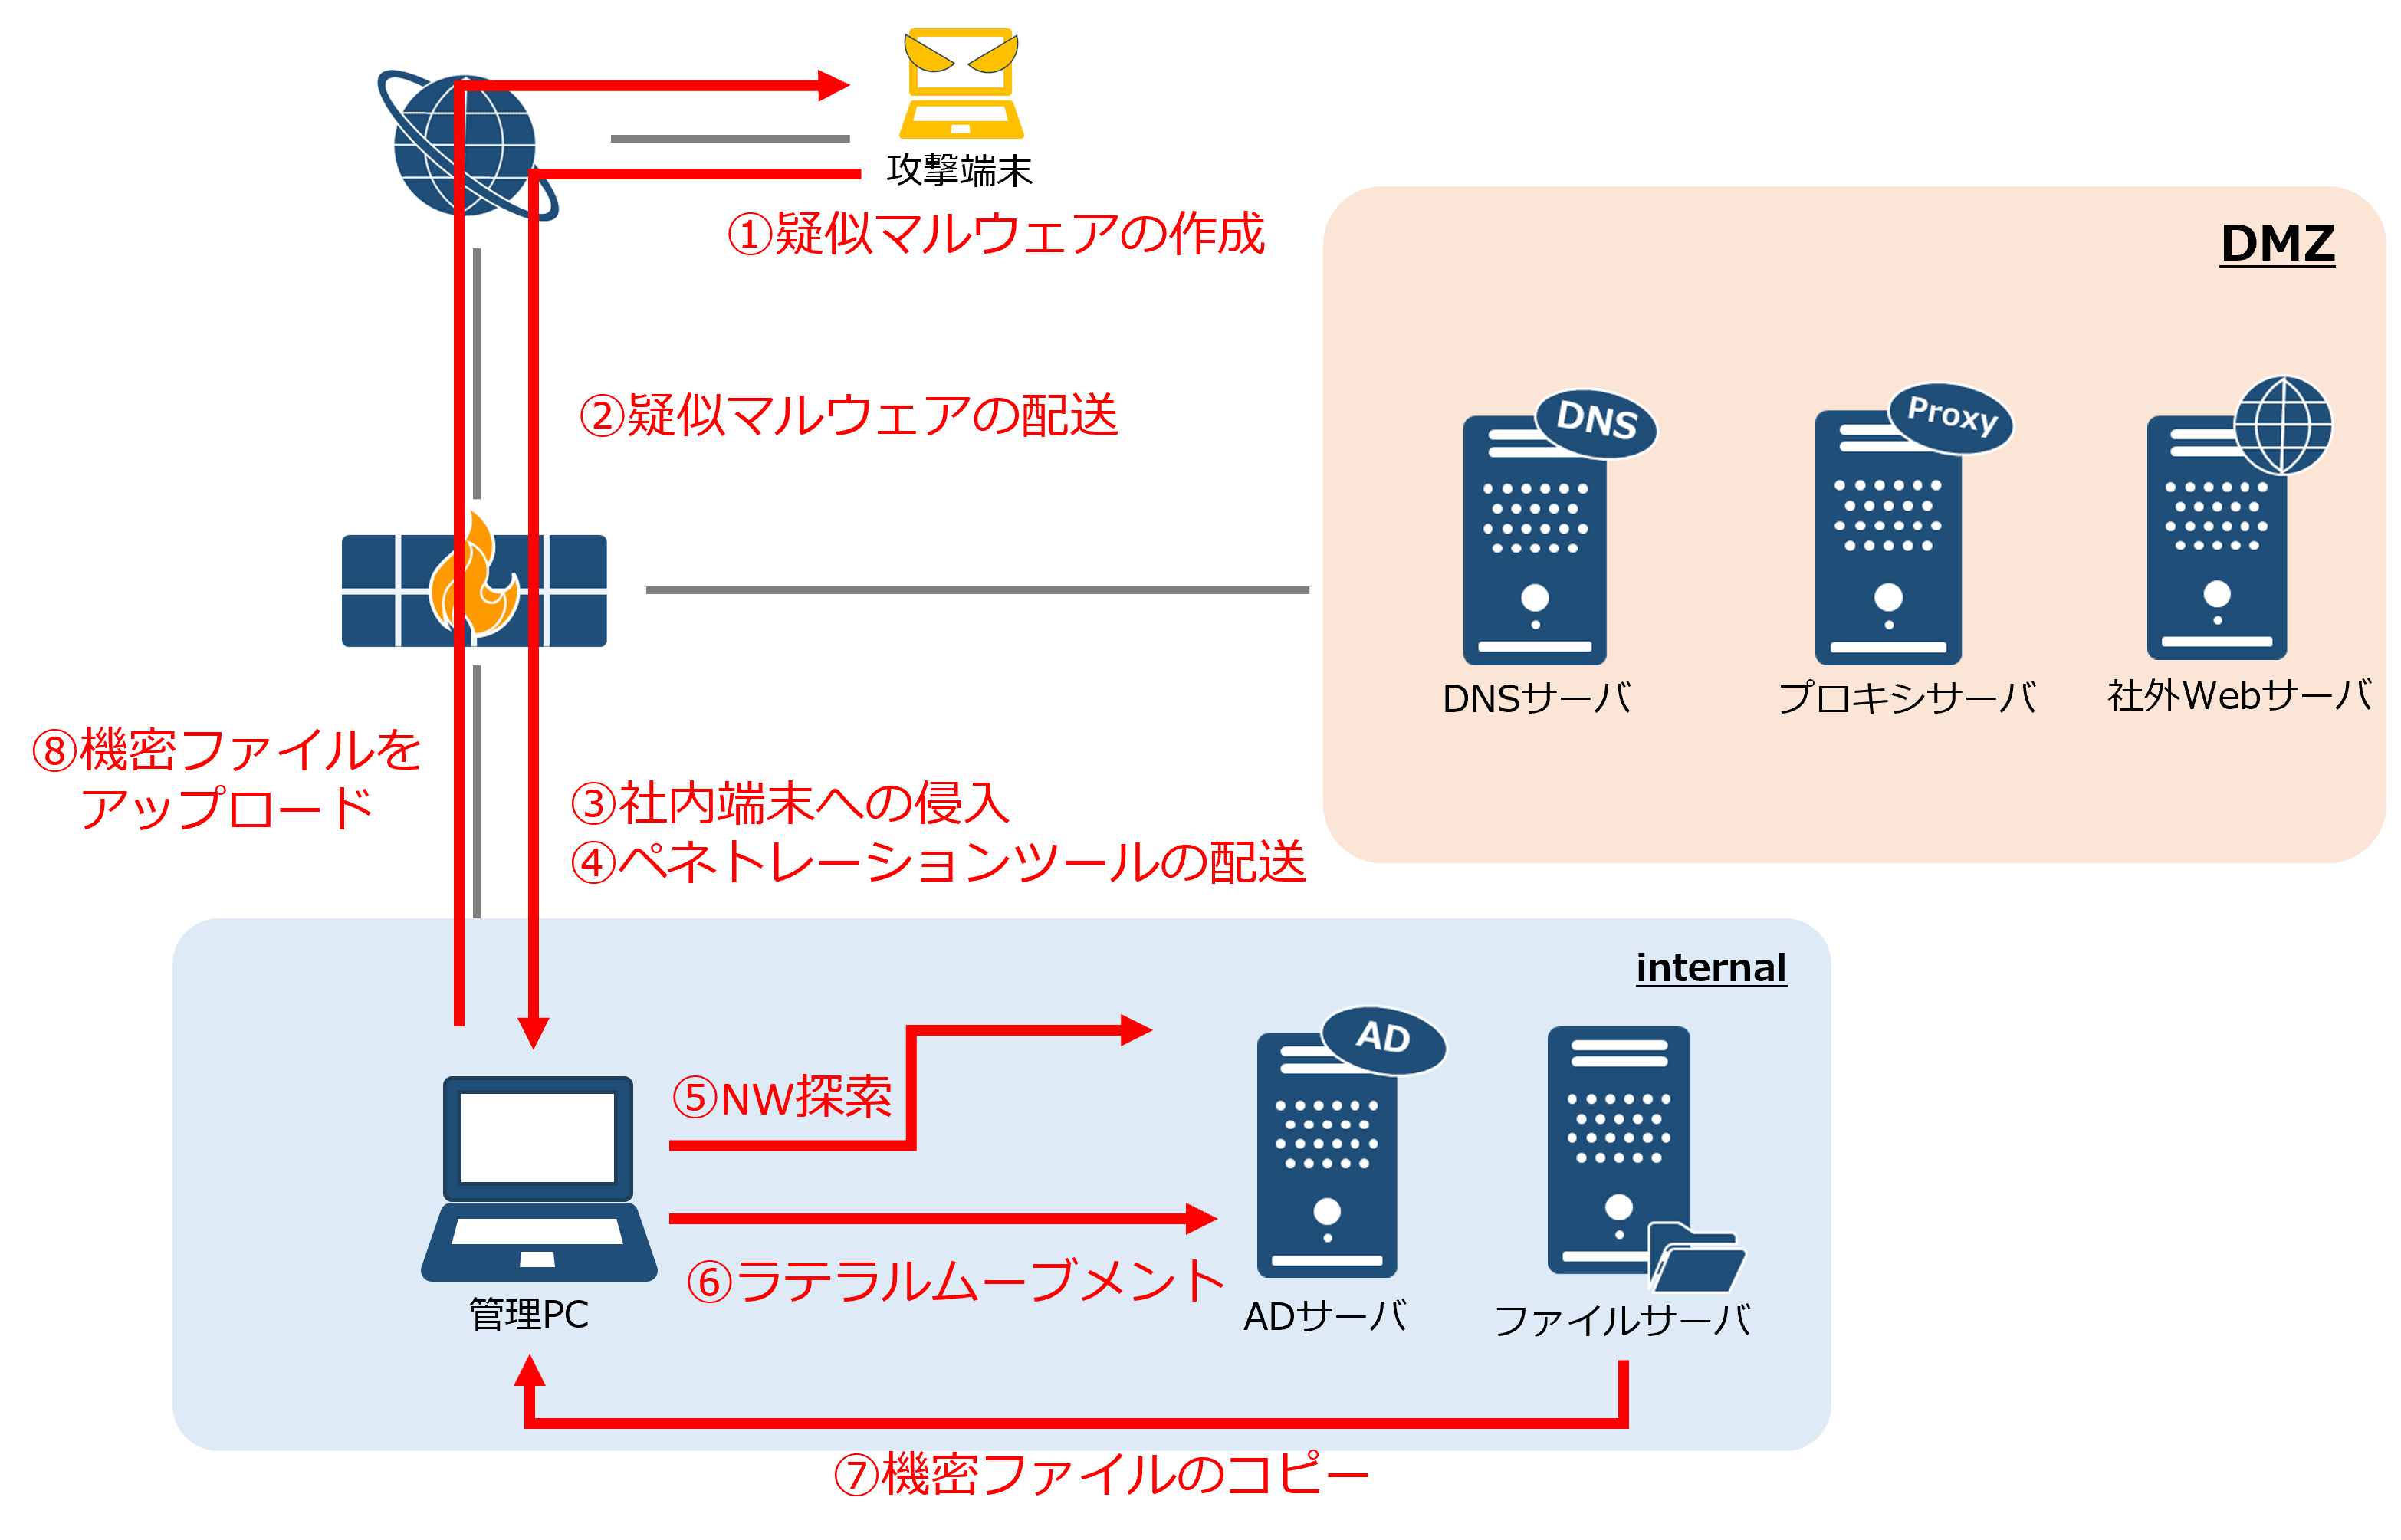 攻撃端末
①疑似マルウェアの作成
DMZ
②疑似マルウェアの配送
DNS
Proxy
DNSサーバ
プロキシサーバ
社外Webサーバ
⑧機密ファイルを
アップロード
③社内端末への侵入
④ペネトレーションツールの配送
internal
AD
⑤NW探索
⑥ラテラルムーブメント
管理PC
ADサーバ
ファイルサーバ
⑦機密ファイルのコピー